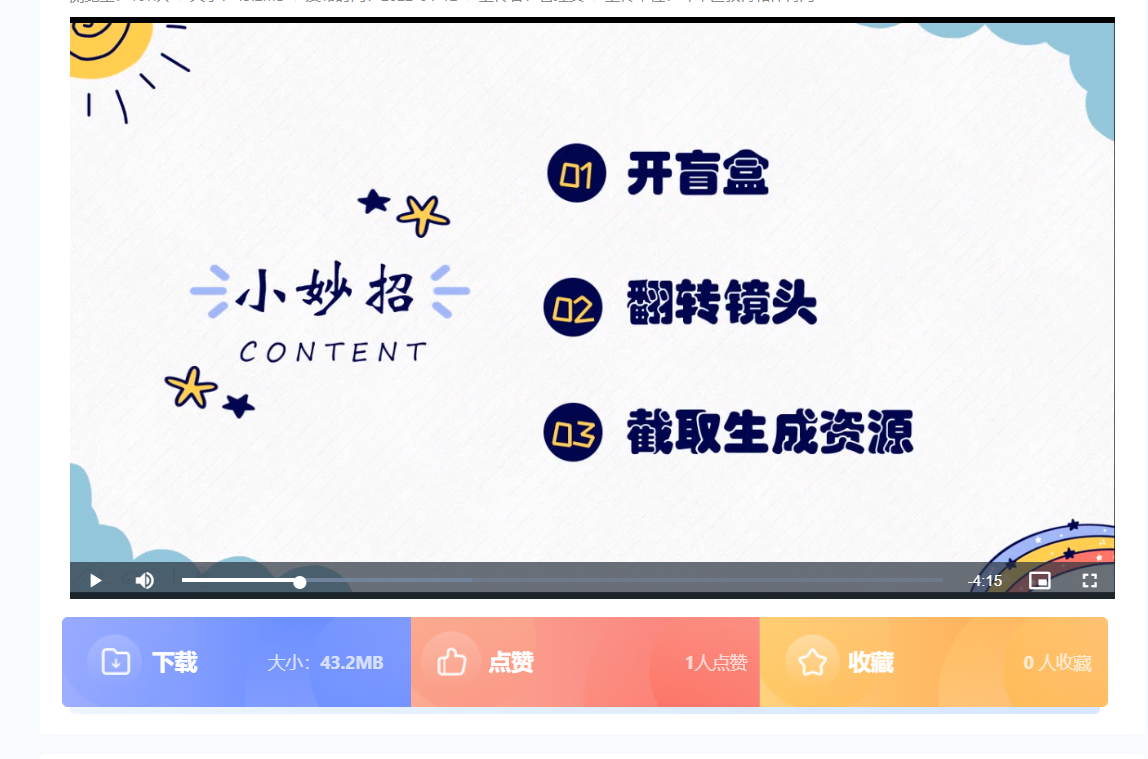 01 开盲盒
小妙招
CONTENT
02 翻转镜头
03 截取生成资源
-4:15
下载 大小：43.2MB
点赞 1人点赞
收藏 0 人收藏